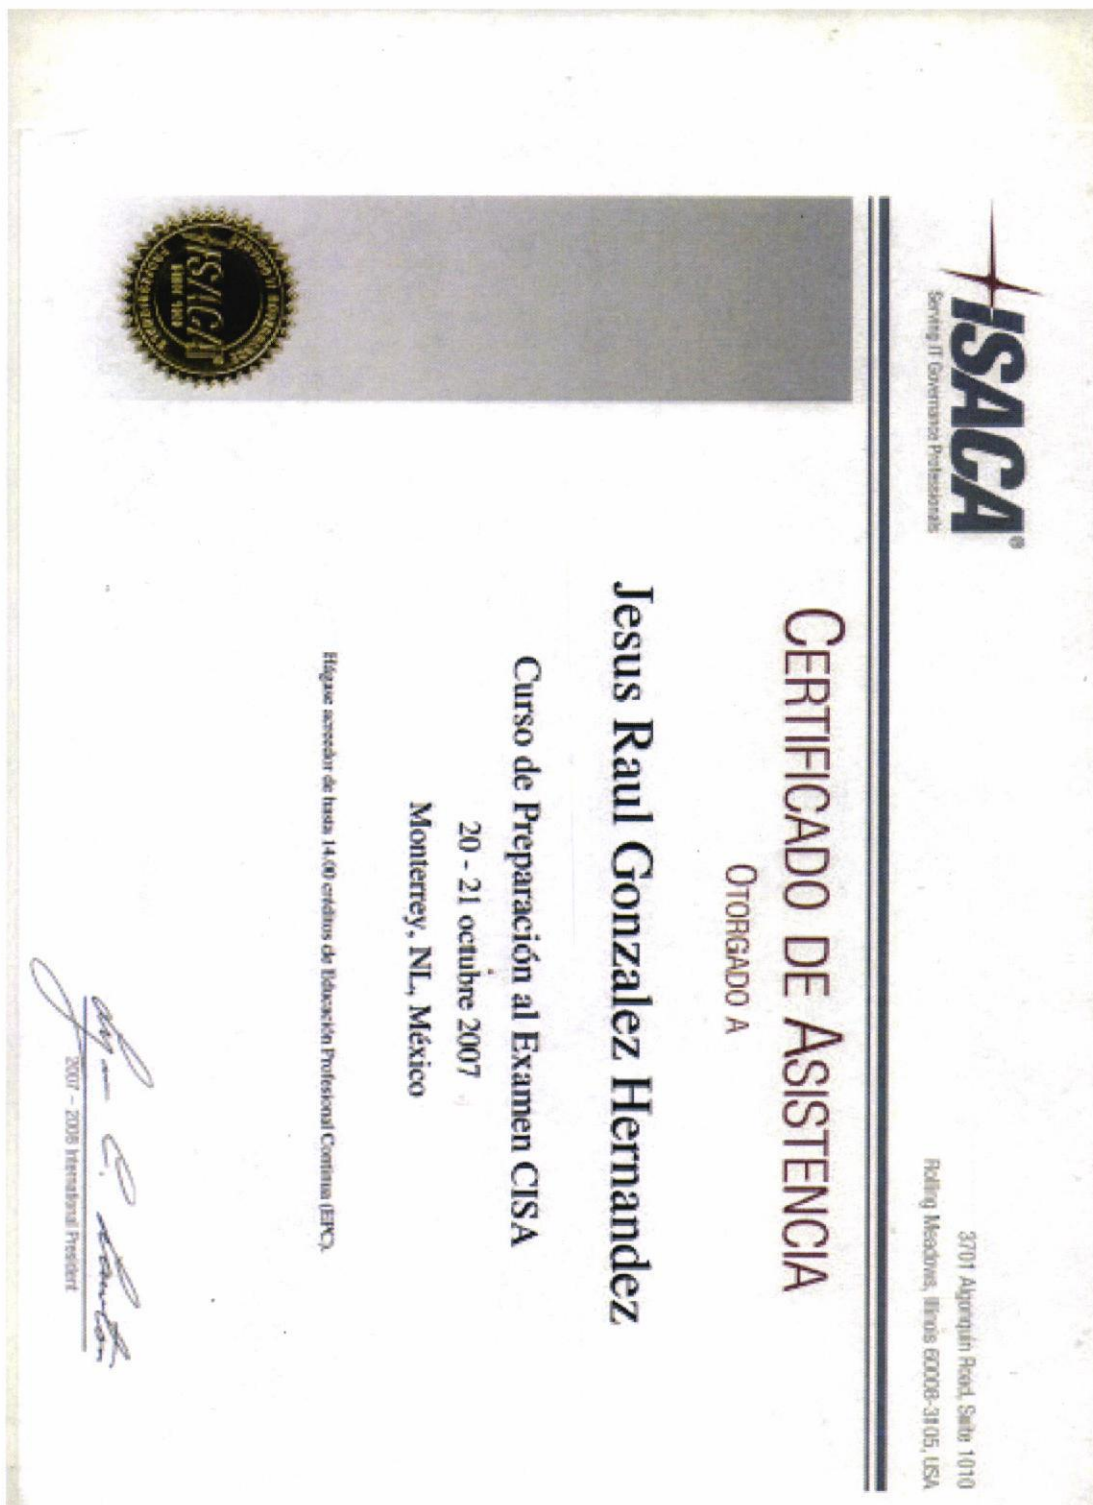 ISACA®
Serving IT Governance Professionals
3701 Algonquin Road, Suite 1010
Rolling Meadows, Illinois 60008-3105, USA
CERTIFICADO DE ASISTENCIA
OTORGADO A
Jesus Raul Gonzalez Hernandez
Curso de Preparación al Examen CISA
20 - 21 octubre 2007
Monterrey, NL, México
Hágase acreedor de hasta 14.00 créditos de Educación Profesional Continua (EPC).
ISACA
2007 - 2008 International President